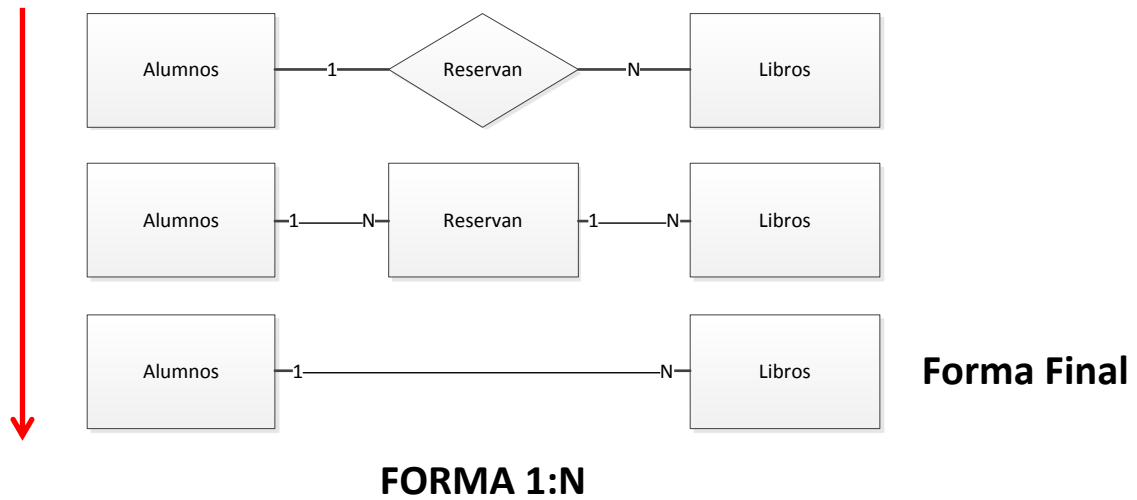 Alumnos 1 Reservan N Libros
Alumnos 1 N Reservan 1 N Libros
Alumnos 1 N Libros Forma Final
FORMA 1:N